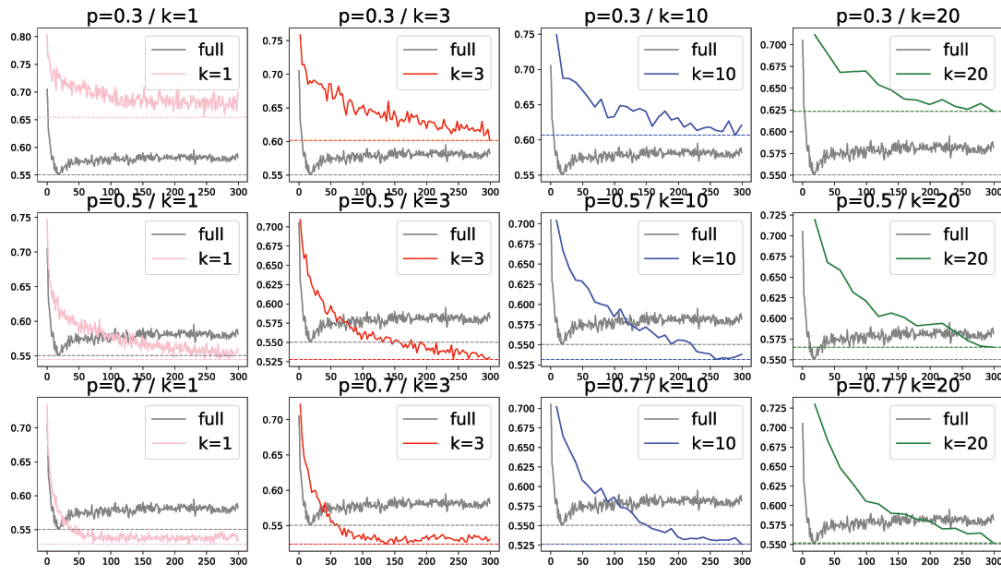 p=0.3 / k=1
0.80
0.75
0.70
0.65
0.60
0.55
full
k=1
0 50 100 150 200 250 300
p=0.3 / k=3
0.75
0.70
0.65
0.60
0.55
full
k=3
0 50 100 150 200 250 300
p=0.3 / k=10
0.75
0.70
0.65
0.60
0.55
full
k=10
0 50 100 150 200 250 300
p=0.3 / k=20
0.700
0.675
0.650
0.625
0.600
0.575
0.550
full
k=20
0 50 100 150 200 250 300
p=0.5 / k=1
0.75
0.70
0.65
0.60
0.55
full
k=1
0 50 100 150 200 250 300
p=0.5 / k=3
0.700
0.675
0.650
0.625
0.600
0.575
0.550
0.525
full
k=3
0 50 100 150 200 250 300
p=0.5 / k=10
0.700
0.675
0.650
0.625
0.600
0.575
0.550
0.525
full
k=10
0 50 100 150 200 250 300
p=0.5 / k=20
0.725
0.700
0.675
0.650
0.625
0.600
0.575
0.550
full
k=20
0 50 100 150 200 250 300
p=0.7 / k=1
0.70
0.65
0.60
0.55
full
k=1
0 50 100 150 200 250 300
p=0.7 / k=3
0.70
0.65
0.60
0.55
full
k=3
0 50 100 150 200 250 300
p=0.7 / k=10
0.700
0.675
0.650
0.625
0.600
0.575
0.550
0.525
full
k=10
0 50 100 150 200 250 300
p=0.7 / k=20
0.725
0.700
0.675
0.650
0.625
0.600
0.575
0.550
full
k=20
0 50 100 150 200 250 300